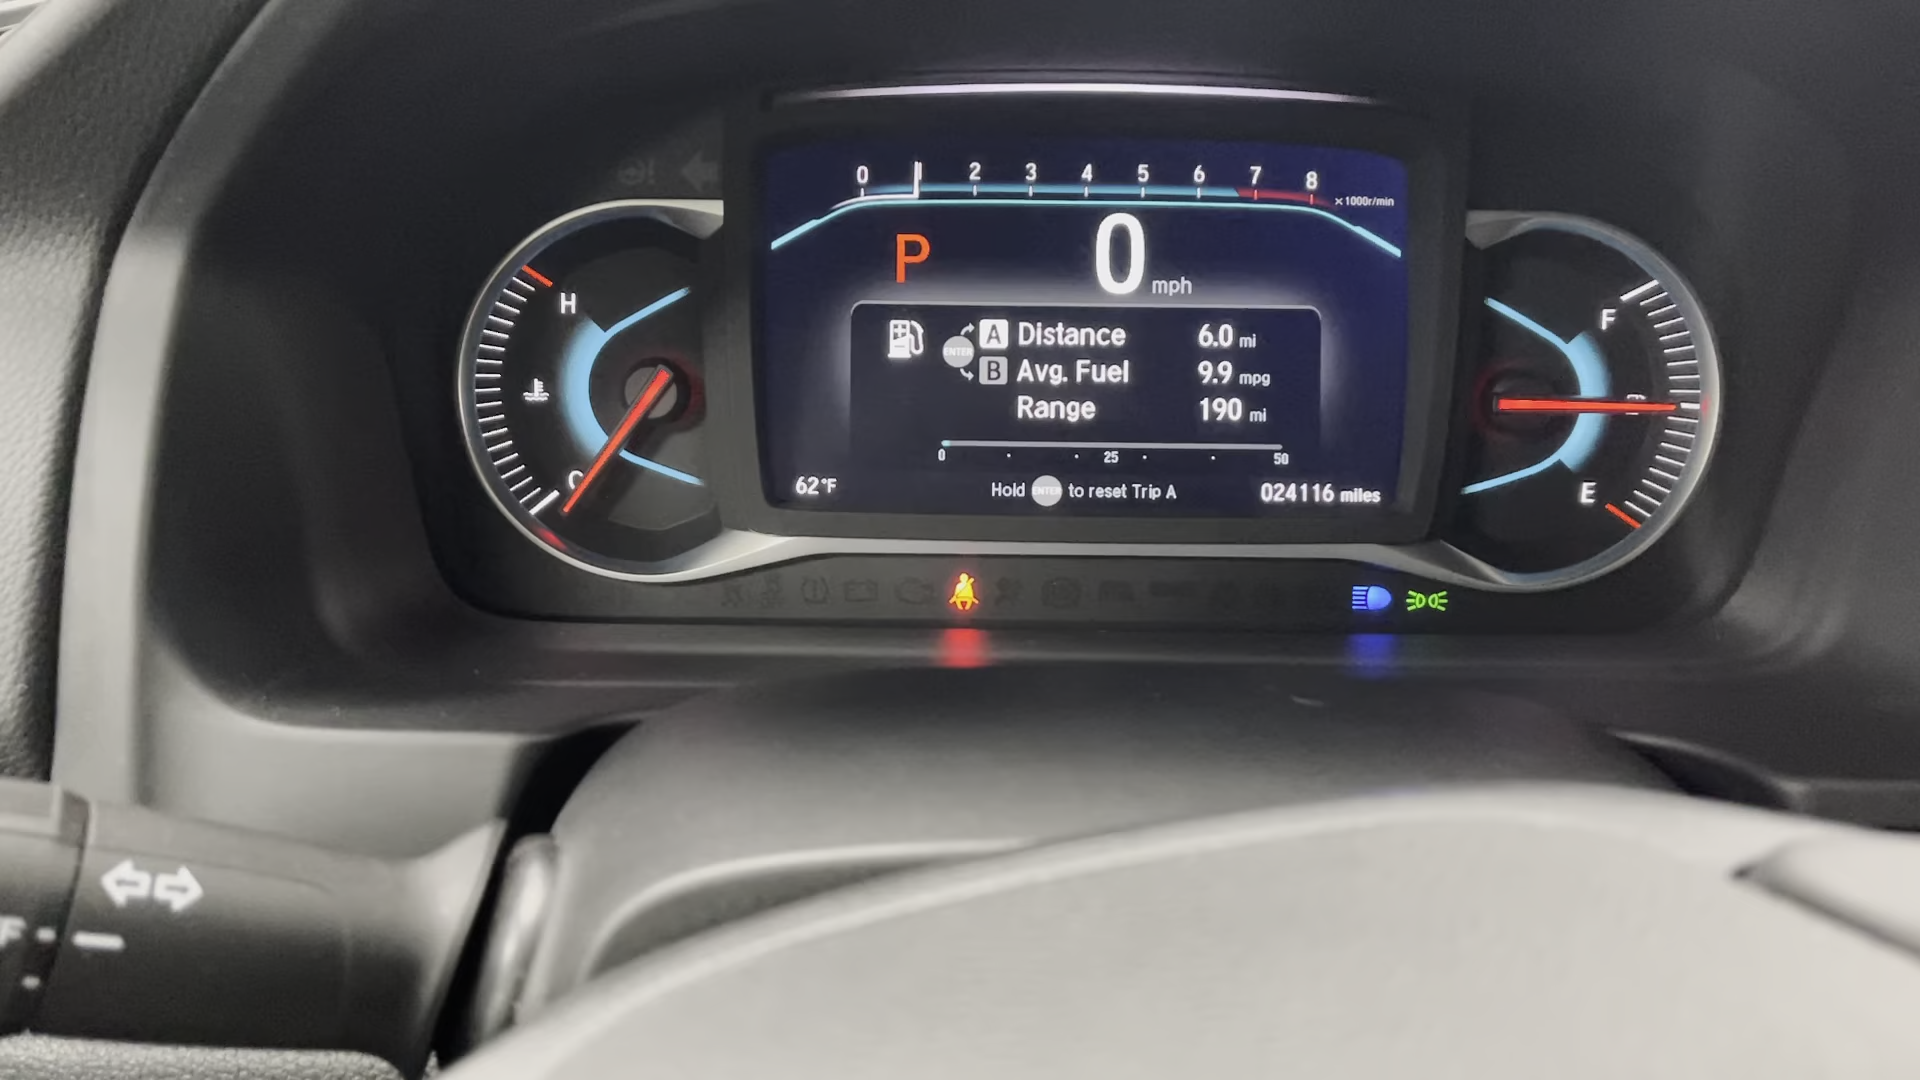 0 2 3 4 5 6 7 8
x 1000r/min
P 0 mph
H
F
A Distance 6.0 mi
ENTER
B Avg. Fuel 9.9 mpg
Range 190 mi
0 25 50
C
E
62°F
Hold ENTER to reset Trip A
024116 miles